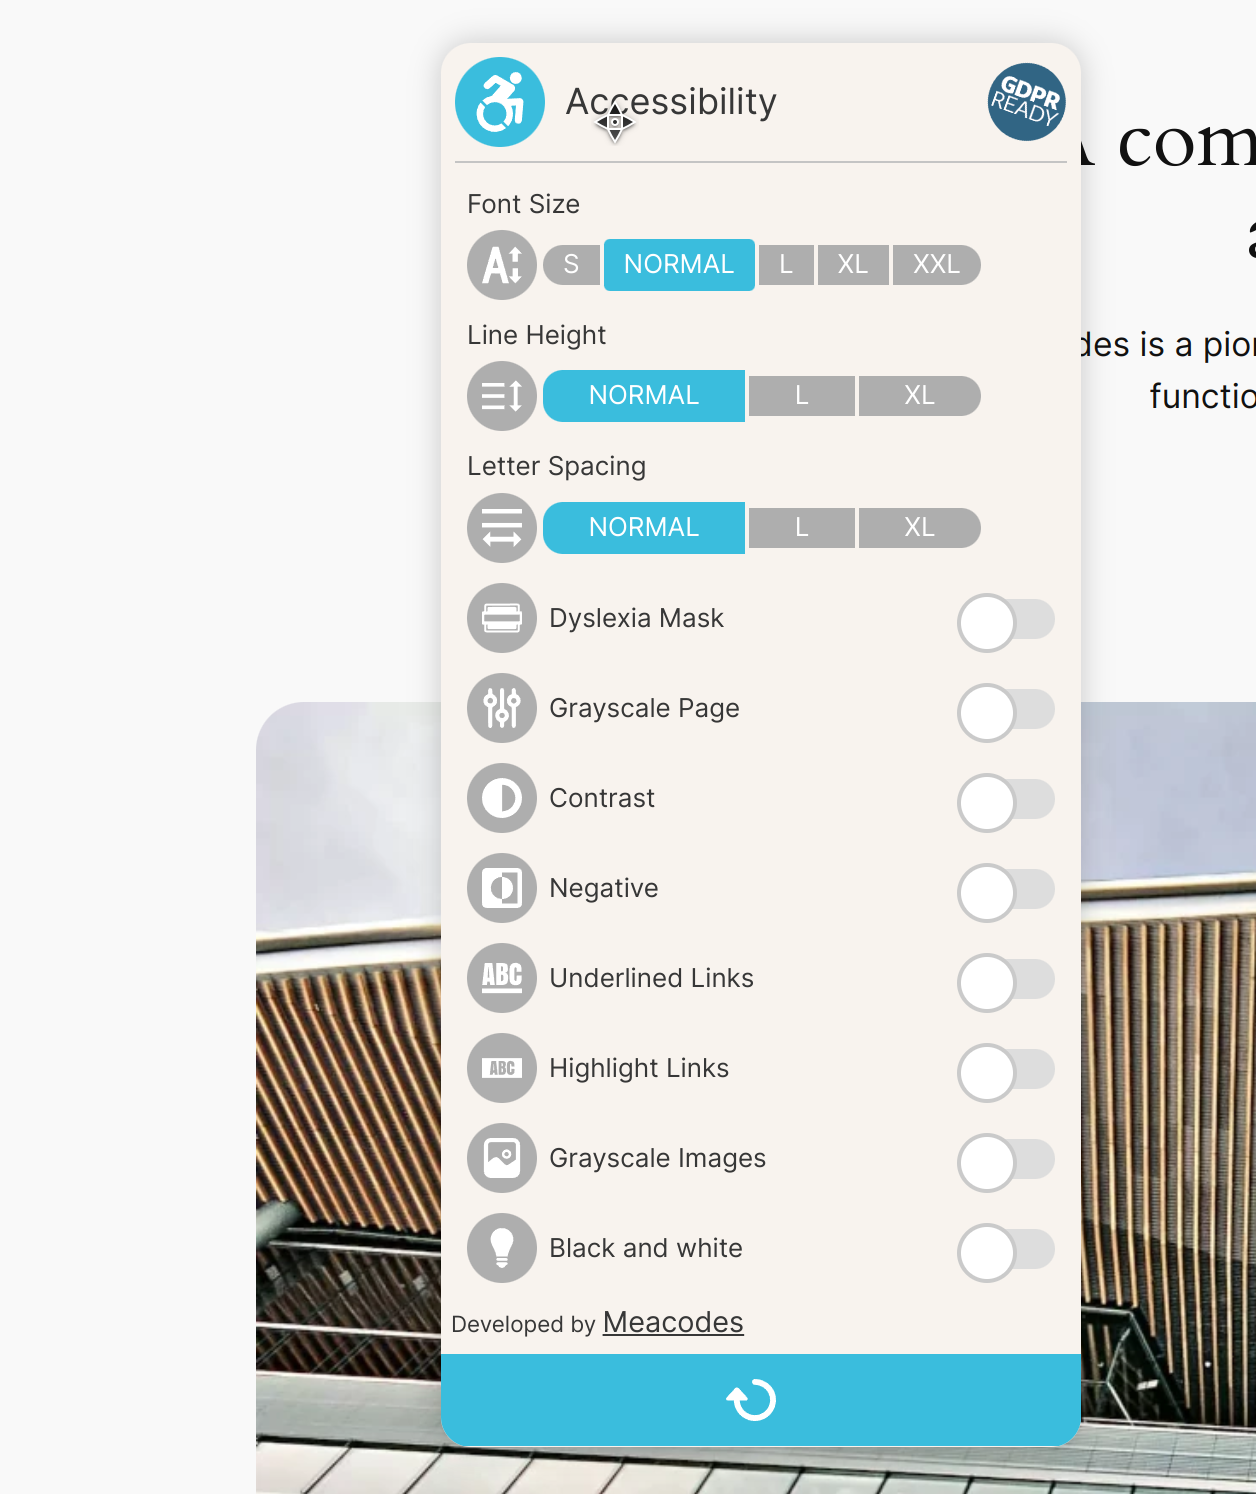 Accessibility
GDPR
READY
Font Size
S NORMAL L XL XXL
Line Height
NORMAL L XL
Letter Spacing
NORMAL L XL
Dyslexia Mask
Grayscale Page
Contrast
Negative
ABC Underlined Links
ABC Highlight Links
Grayscale Images
Black and white
Developed by Meacodes
com
des is a pion
functio